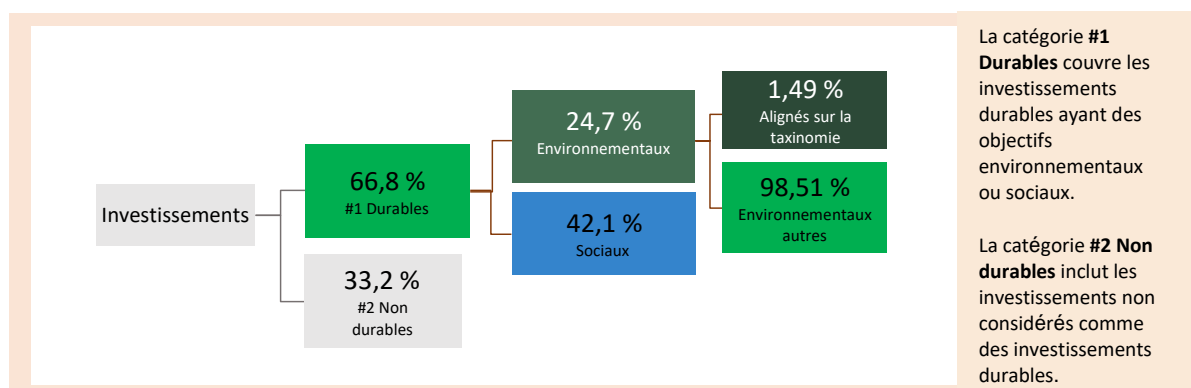 Investissements
66,8 %
#1 Durables
33,2 %
#2 Non
durables
24,7 %
Environnementaux
42,1 %
Sociaux
1,49 %
Alignés sur la
taxinomie
98,51 %
Environnementaux
autres
La catégorie #1
Durables couvre les
investissements
durables ayant des
objectifs
environnementaux
ou sociaux.
La catégorie #2 Non
durables inclut les
investissements non
considérés comme
des investissements
durables.